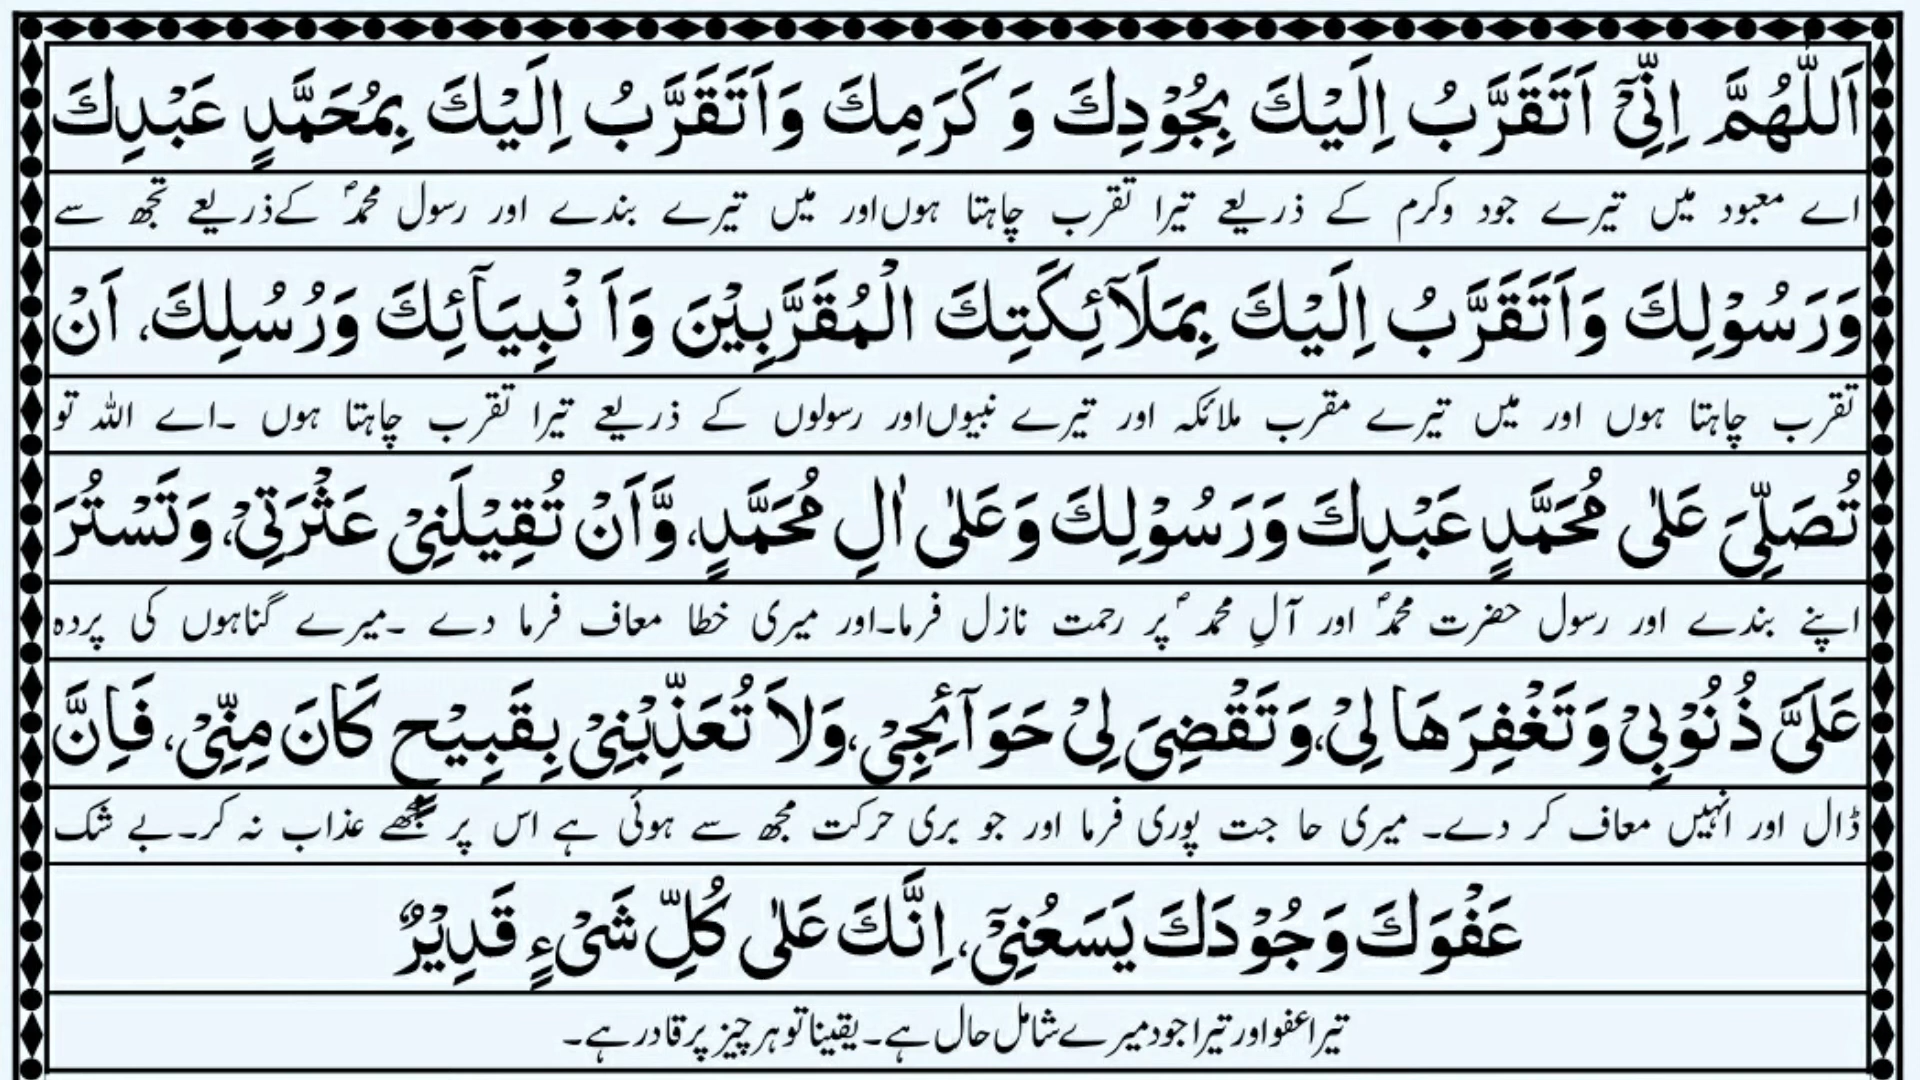 اَللّٰهُمَّ اِنِّيْٓ اَتَقَرَّبُ اِلَيْكَ بِجُوْدِكَ وَ كَرَمِكَ وَاَتَقَرَّبُ اِلَيْكَ بِمُحَمَّدٍ عَبْدِكَ
اے معبود میں تیرے جود وکرم کے ذریعے تیرا تقرب چاہتا ہوں اور میں تیرے بندے اور رسول محمدؐ کے ذریعے تجھ سے
وَرَسُوْلِكَ وَاَتَقَرَّبُ اِلَيْكَ بِمَلَآئِكَتِكَ الْمُقَرَّبِيْنَ وَاَ نْبِيَآئِكَ وَرُسُلِكَ، اَنْ
تقرب چاہتا ہوں اور میں تیرے مقرب ملائکہ اور تیرے نبیوں اور رسولوں کے ذریعے تیرا تقرب چاہتا ہوں ۔اے اللہ تو
تُصَلِّيَ عَلٰى مُحَمَّدٍ عَبْدِكَ وَرَسُوْلِكَ وَعَلٰى اٰلِ مُحَمَّدٍ، وَّاَنْ تُقِيْلَنِيْ عَثْرَتِيْ، وَتَسْتُرَ
اپنے بندے اور رسول حضرت محمدؐ اور آلِ محمد ؐ پر رحمت نازل فرما۔اور میری خطا معاف فرما دے ۔میرے گناہوں کی پردہ
عَلَيَّ ذُنُوْبِيْ وَتَغْفِرَهَا لِيْ، وَتَقْضِيَ لِيْ حَوَآئِجِيْ، وَلاَ تُعَذِّبْنِيْ بِقَبِيْحٍ كَانَ مِنِّيْ، فَاِنَّ
ڈال اور انہیں معاف کر دے۔ میری حا جت پوری فرما اور جو بری حرکت مجھ سے ہوئی ہے اس پر مجھے عذاب نہ کر۔بے شک
عَفْوَكَ وَجُوْدَكَ يَسَعُنِيْٓ، اِنَّكَ عَلٰى كُلِّ شَيْءٍ قَدِيْرٌ
تیرا عفو اور تیرا جود میرے شامل حال ہے۔ یقینا تو ہر چیز پر قادر ہے۔